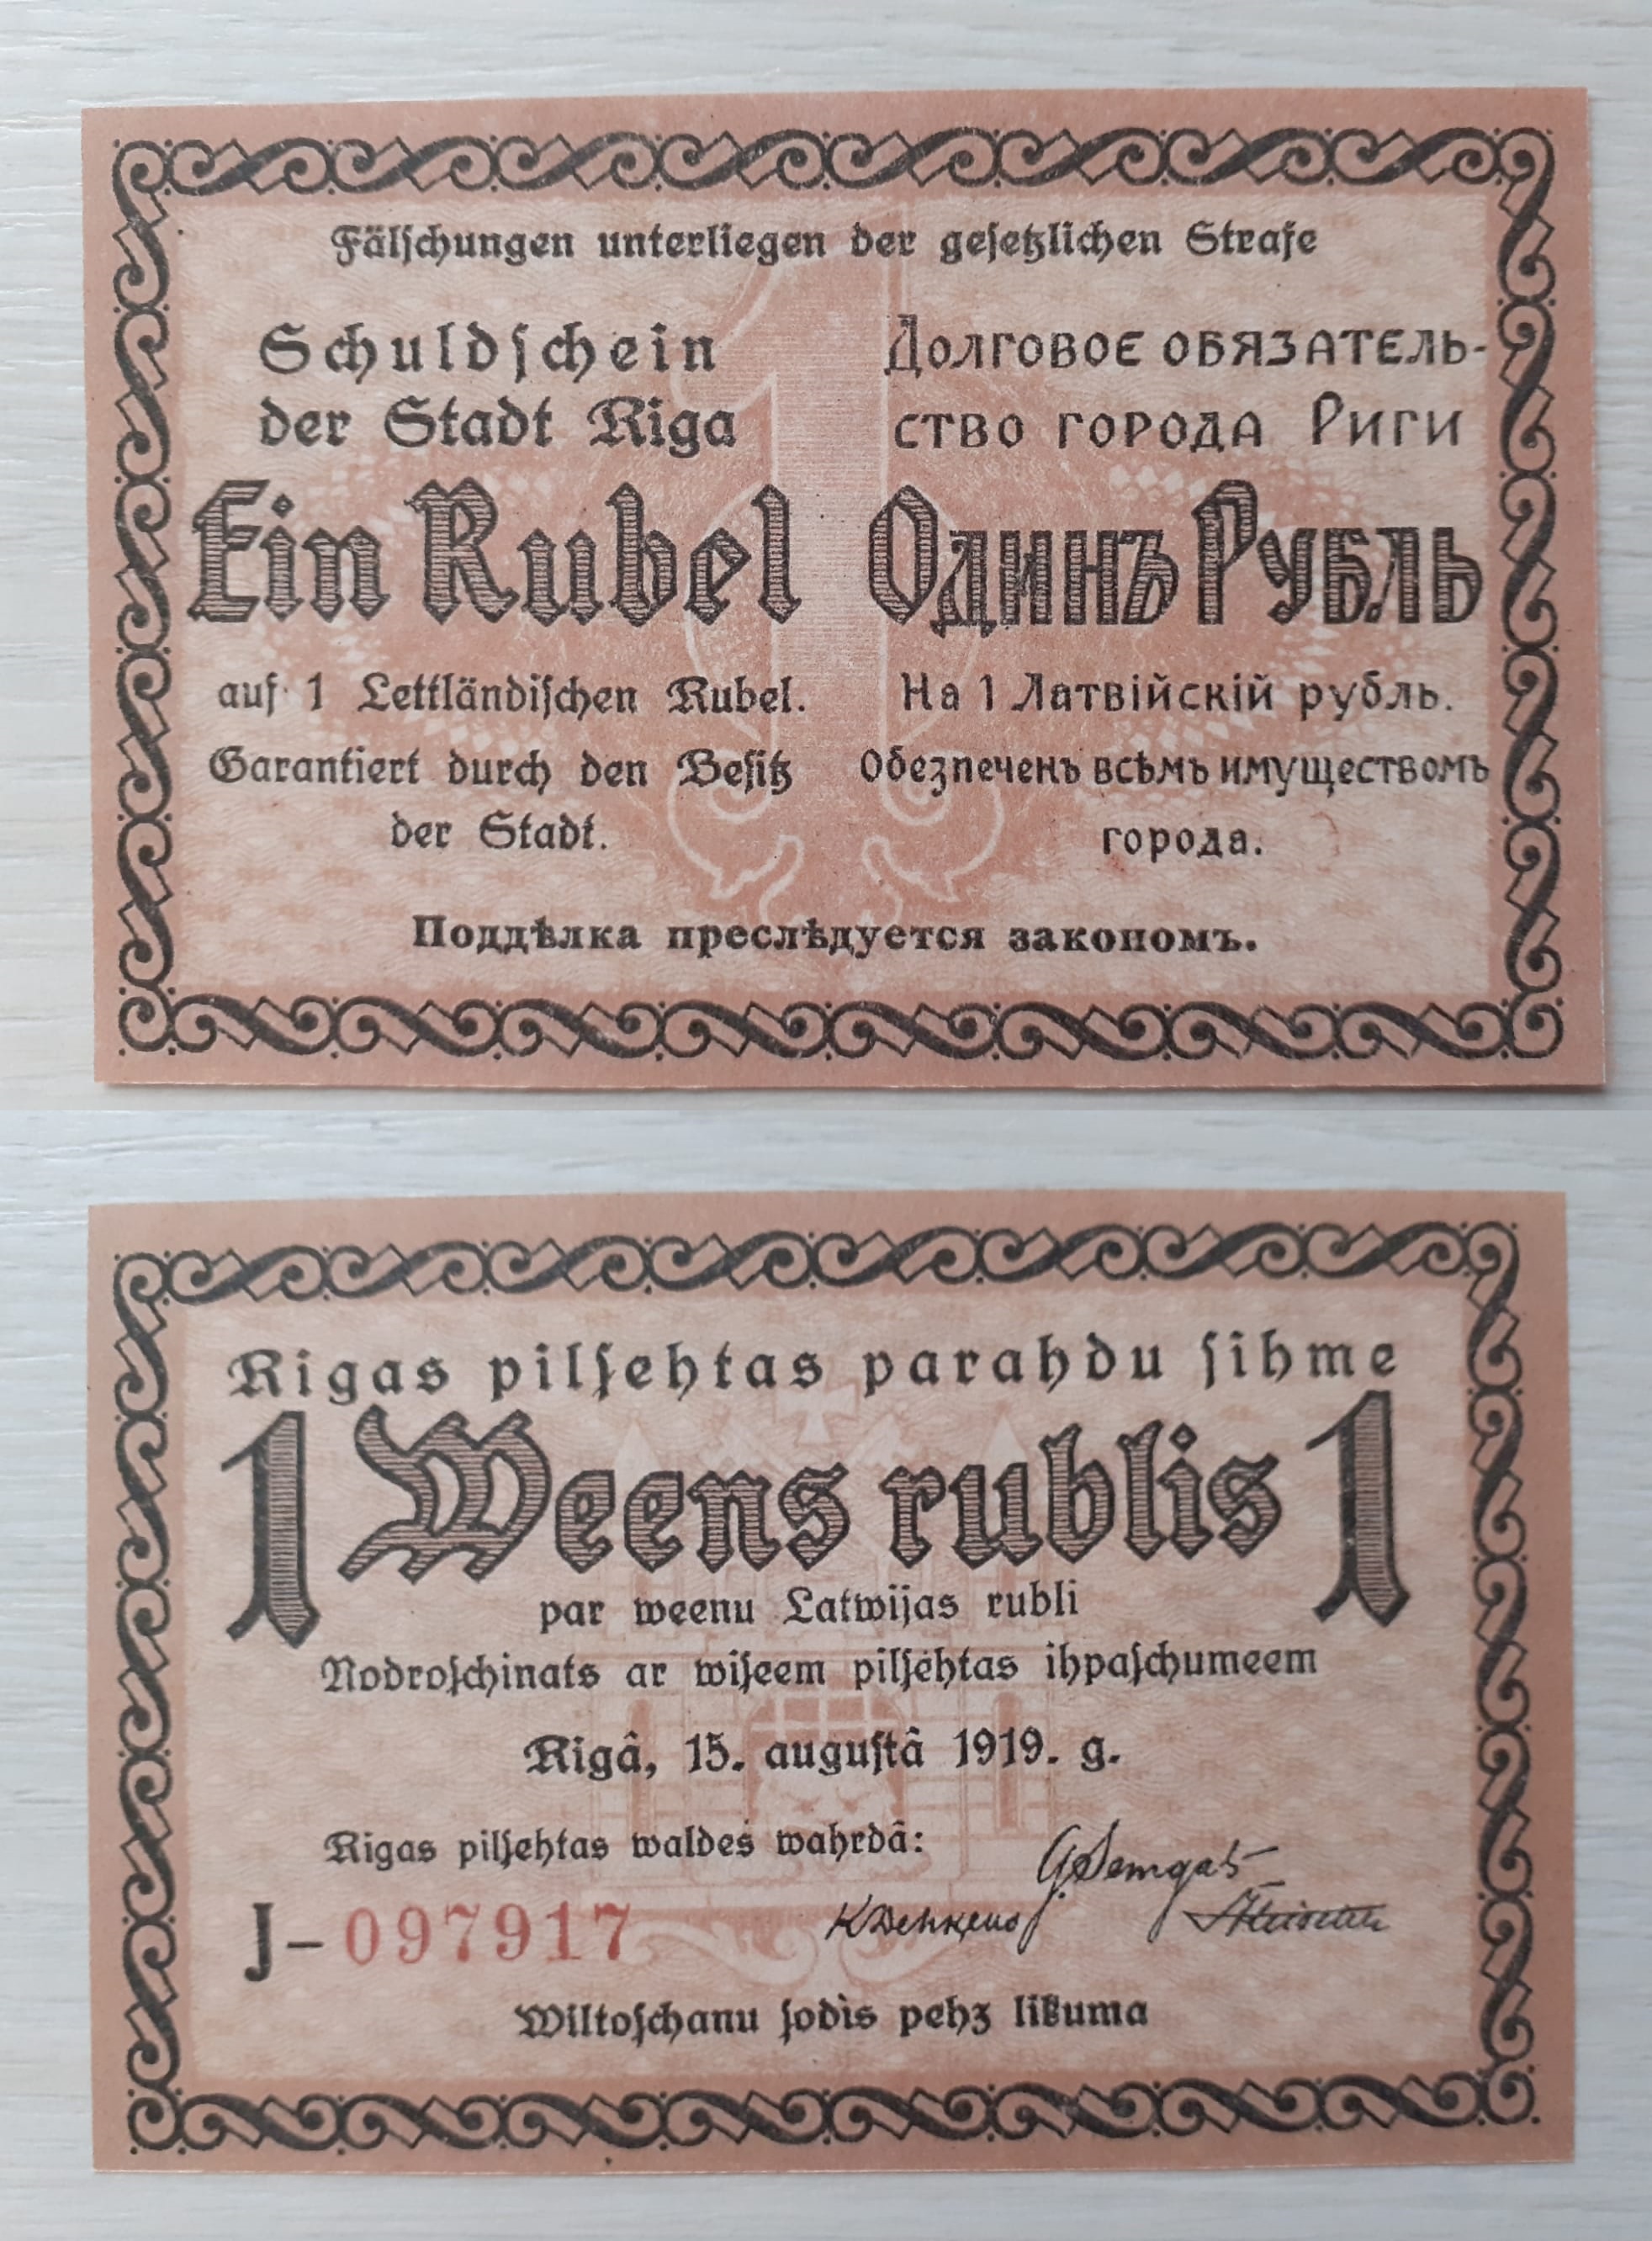 Fälſchungen unterliegen der geſetzlichen Strafe
Schuldſchein
der Stadt Riga
Ein Rubel
auf 1 Lettländiſchen Rubel.
Garantiert durch den Beſitz
der Stadt.
Долговое обязатель-
ство города Риги
Одинъ Рубль
На 1 Латвійскій рубль.
Обезпеченъ всѣмъ имуществомъ
города.
Поддѣлка преслѣдуется закономъ.
Rigas pilſehtas parahdu ſihme
1 Weens rublis 1
par weenu Latwijas rubli
Nodroſchinats ar wiſeem pilſehtas ihpaſchumeem
Rigâ, 15. auguſtâ 1919. g.
Rigas pilſehtas waldes wahrdâ:
G. Semgals
J-097917
Wiltoſchanu ſodis pehz likuma